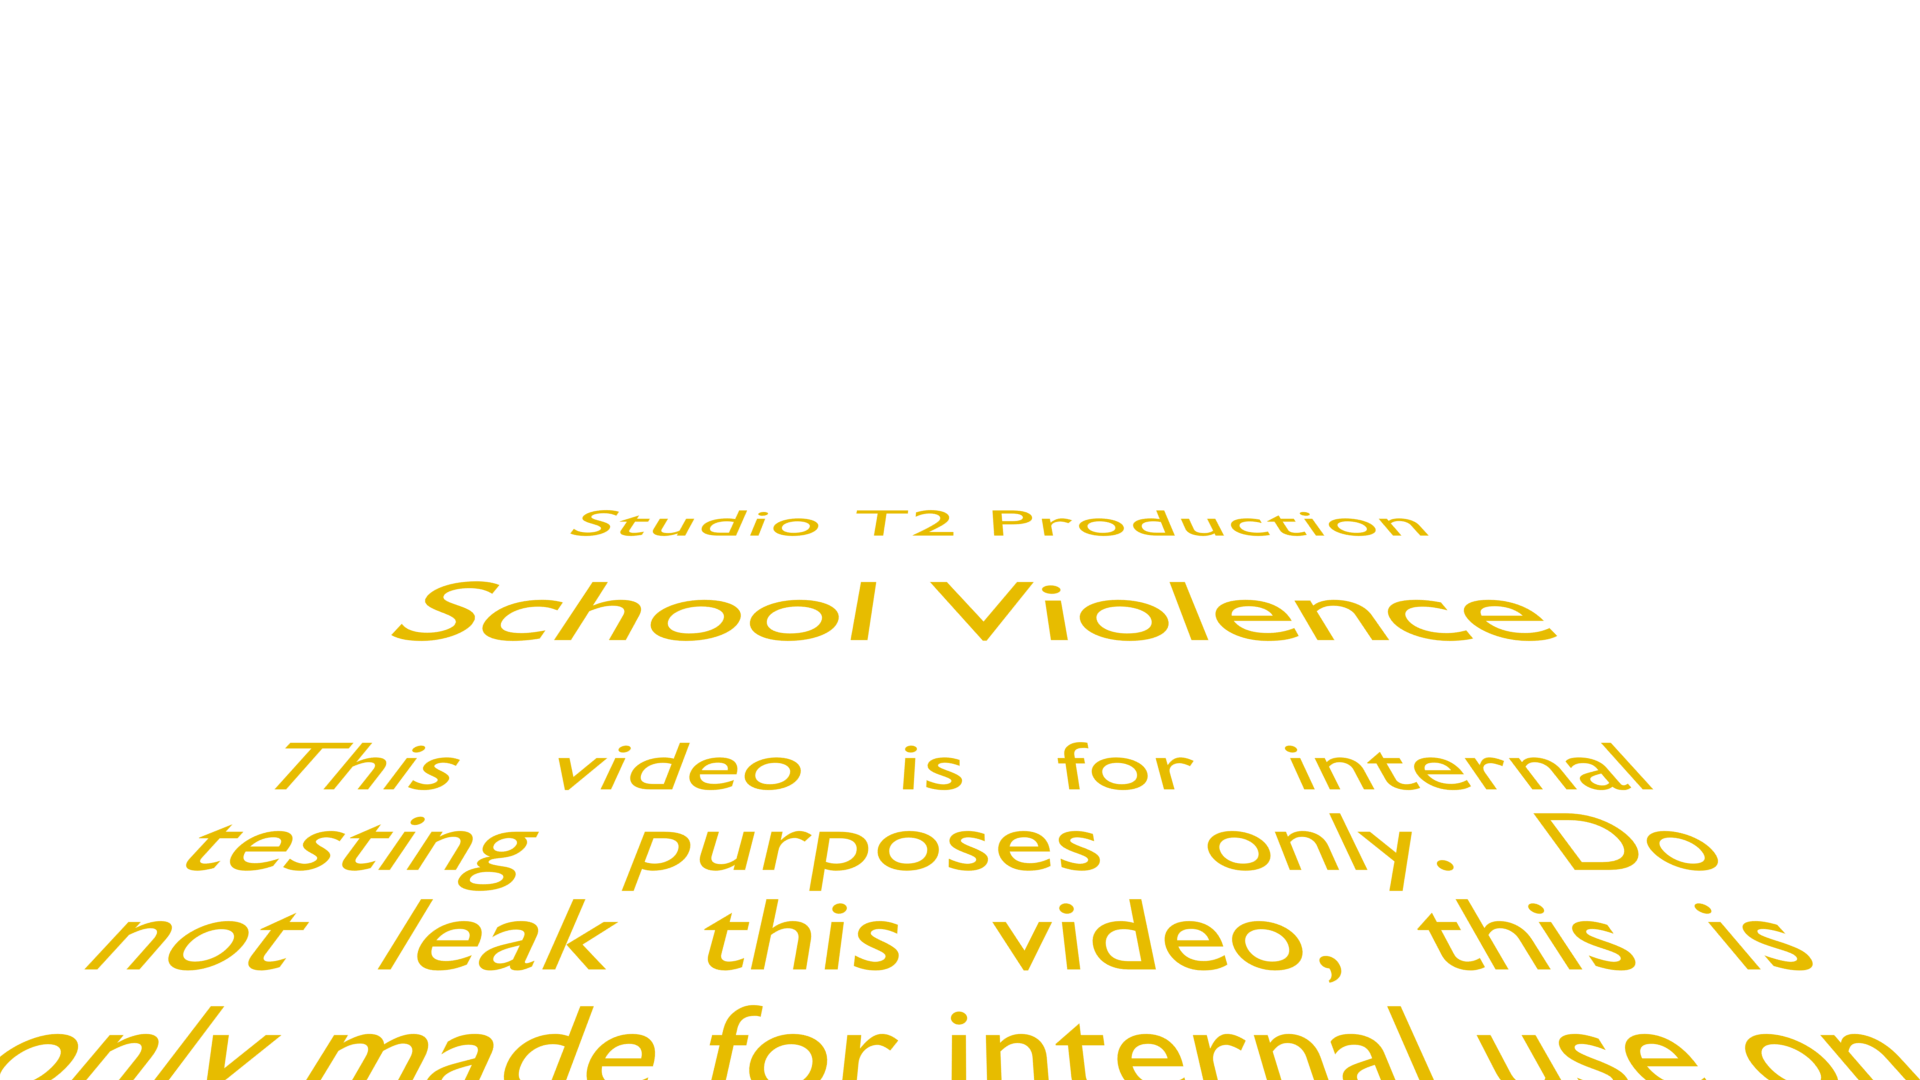 Studio T2 Production
School Violence
This video is for internal
testing purposes only. Do
not leak this video, this is
only made for internal use on